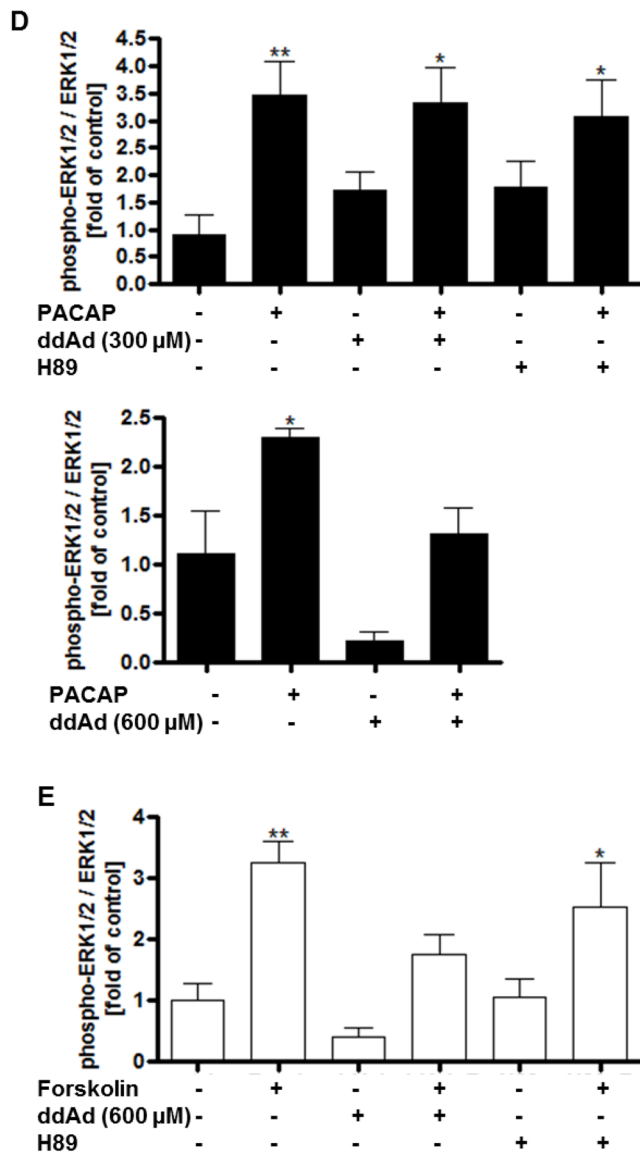 D
phospho-ERK1/2 / ERK1/2
[fold of control]
4.5
4.0
3.5
3.0
2.5
2.0
1.5
1.0
0.5
0.0
** * *
PACAP - + - + - +
ddAd (300 µM) - - + + - -
H89 - - - - + +
phospho-ERK1/2 / ERK1/2
[fold of control]
2.5
2.0
1.5
1.0
0.5
0.0
*
PACAP - + - +
ddAd (600 µM) - - + +
E
phospho-ERK1/2 / ERK1/2
[fold of control]
4
3
2
1
0
** *
Forskolin - + - + - +
ddAd (600 µM) - - + + - -
H89 - - - - + +